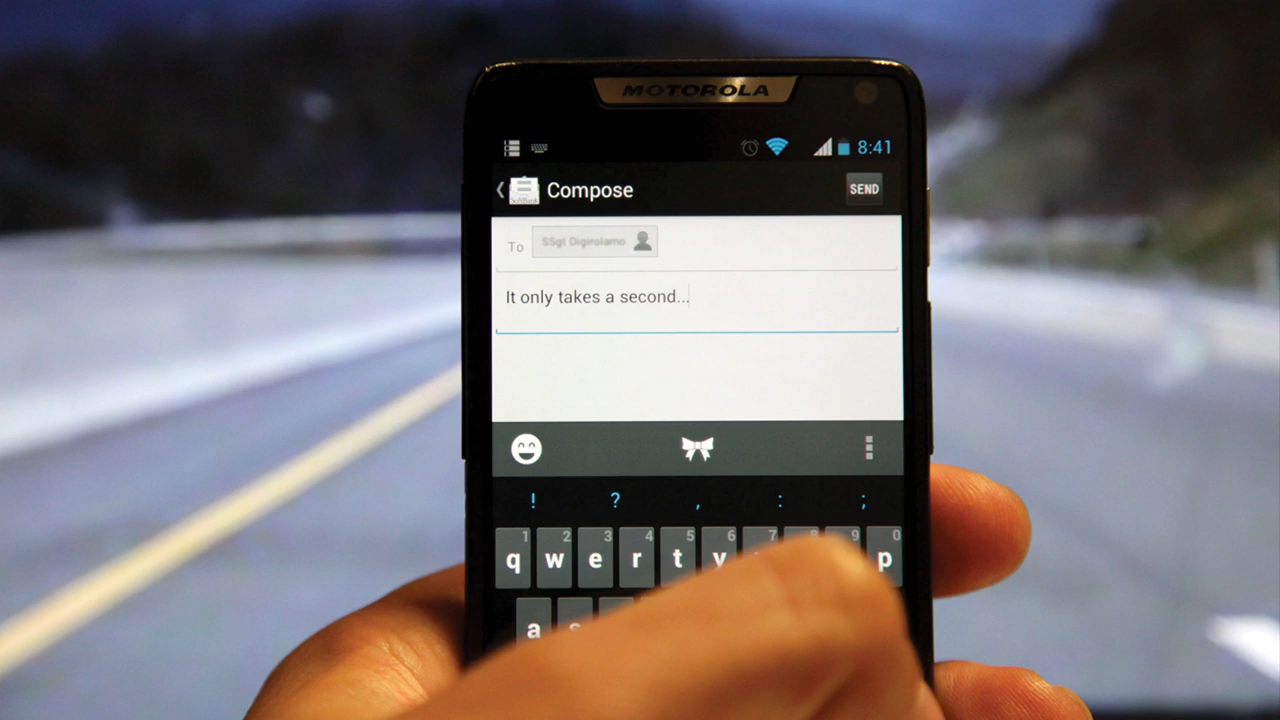 MOTOROLA
8:41
Compose
SEND
To SSgt Digirolamo
It only takes a second...
! ? , : ;
1 2 3 4 5 6 7 8 9 0
q w e r t y p
a s